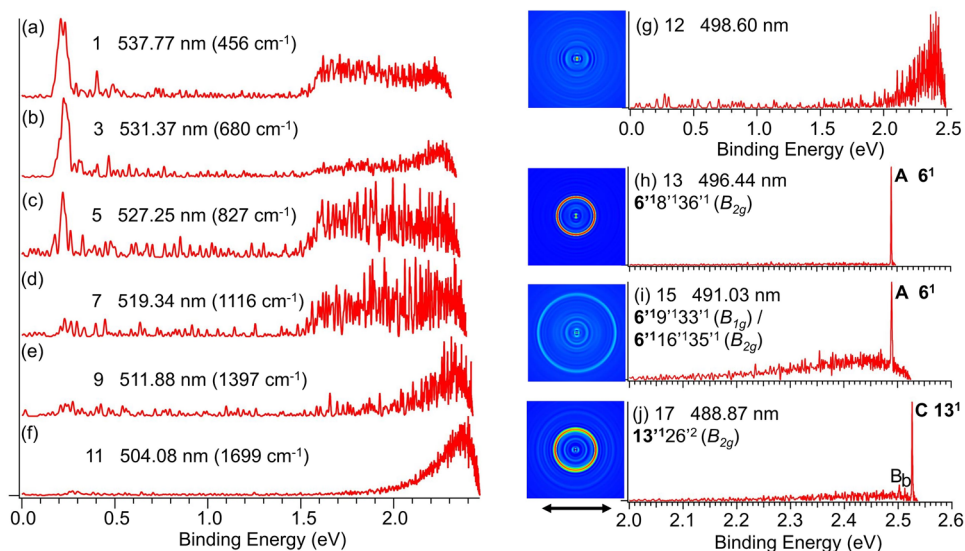 (a)
1 537.77 nm (456 cm⁻¹)
(b)
3 531.37 nm (680 cm⁻¹)
(c)
5 527.25 nm (827 cm⁻¹)
(d)
7 519.34 nm (1116 cm⁻¹)
(e)
9 511.88 nm (1397 cm⁻¹)
(f)
11 504.08 nm (1699 cm⁻¹)
0.0 0.5 1.0 1.5 2.0
Binding Energy (eV)
(g) 12 498.60 nm
0.0 0.5 1.0 1.5 2.0 2.5
Binding Energy (eV)
(h) 13 496.44 nm
6'¹8'¹36'¹ (B2g)
A 6¹
(i) 15 491.03 nm
6'¹9'¹33'¹ (B1g) /
6'¹16'¹35'¹ (B2g)
A 6¹
(j) 17 488.87 nm
13'¹26'² (B2g)
C 13¹
B b
2.0 2.1 2.2 2.3 2.4 2.5 2.6
Binding Energy (eV)